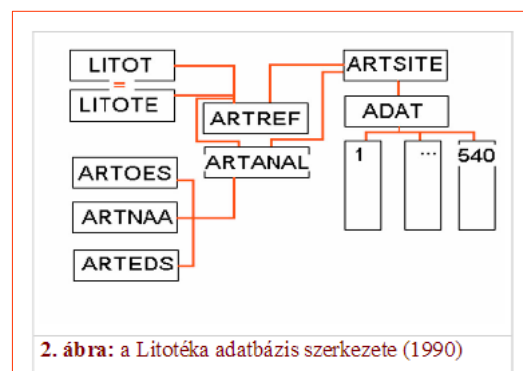 LITOT
=
LITOTE
ARTREF
ARTANAL
ARTOES
ARTNAA
ARTEDS
ARTSITE
ADAT
1 ... 540
2. ábra: a Litotéka adatbázis szerkezete (1990)